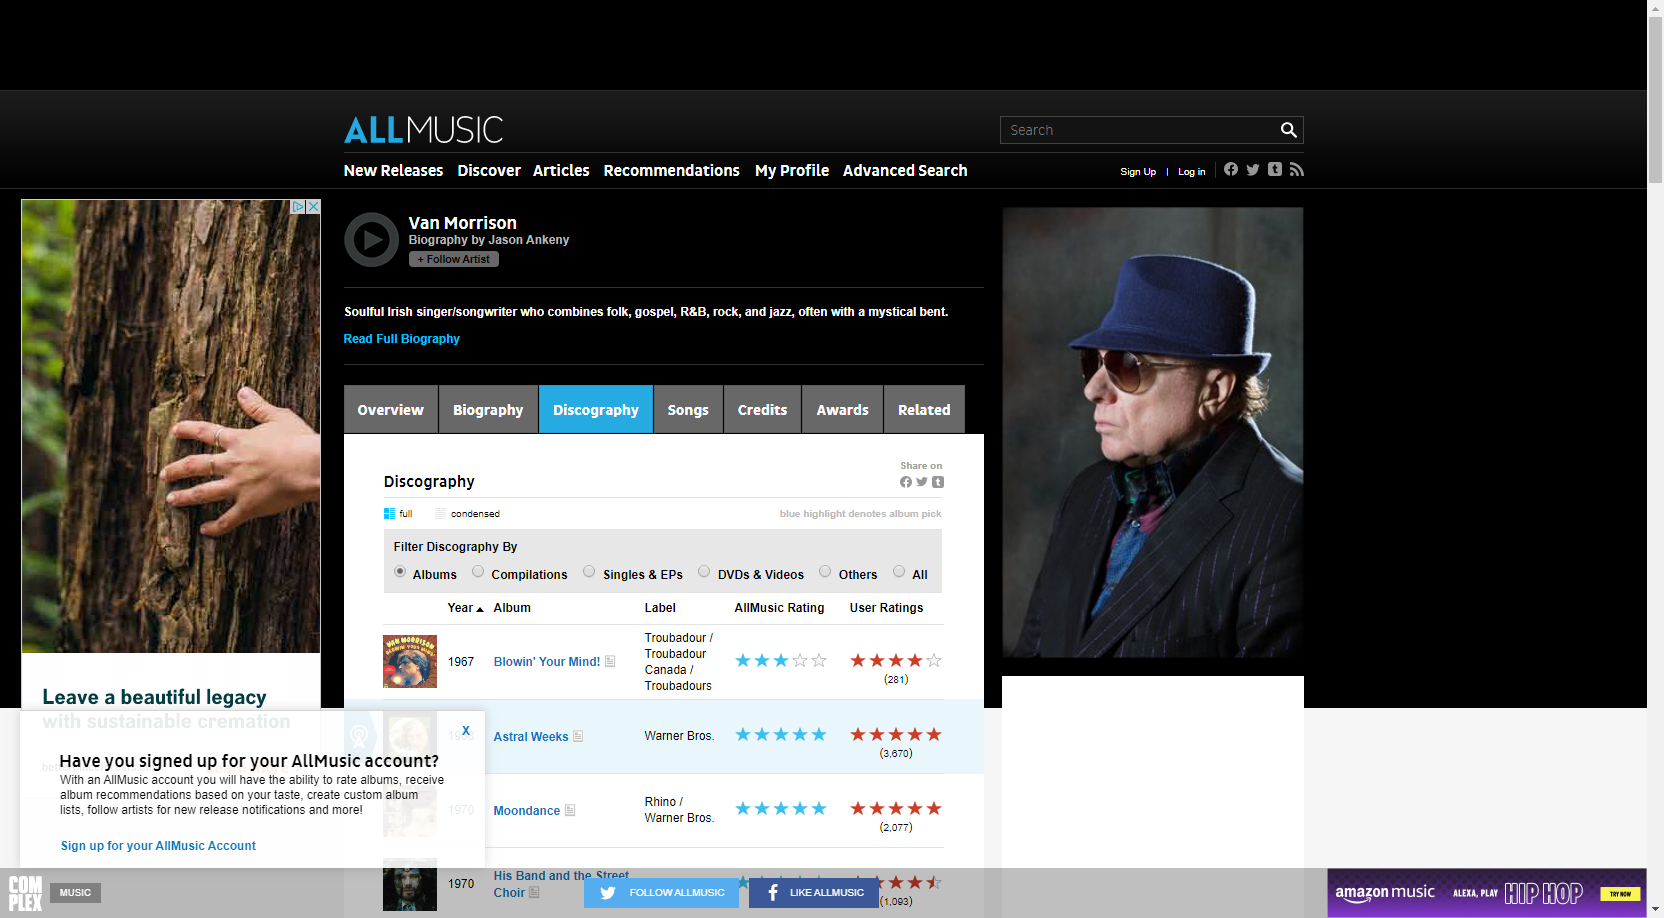 ALLMUSIC
Search
New Releases Discover Articles Recommendations My Profile Advanced Search
Sign Up | Log in
Van Morrison
Biography by Jason Ankeny
+ Follow Artist
Soulful Irish singer/songwriter who combines folk, gospel, R&B, rock, and jazz, often with a mystical bent.
Read Full Biography
Overview Biography Discography Songs Credits Awards Related
Share on
Discography
full condensed blue highlight denotes album pick
Filter Discography By
Albums Compilations Singles & EPs DVDs & Videos Others All
Year Album Label AllMusic Rating User Ratings
VAN MORRISON
BLOWIN' YOUR MIND!
1967 Blowin' Your Mind!
Troubadour /
Troubadour
Canada /
Troubadours
(281)
Astral Weeks Warner Bros.
(3,670)
1970 Moondance
Rhino /
Warner Bros.
(2,077)
1970 His Band and the Street
Choir
(1,093)
Leave a beautiful legacy
with sustainable cremation
X
Have you signed up for your AllMusic account?
With an AllMusic account you will have the ability to rate albums, receive
album recommendations based on your taste, create custom album
lists, follow artists for new release notifications and more!
Sign up for your AllMusic Account
COMPLEX
MUSIC
FOLLOW ALLMUSIC
LIKE ALLMUSIC
amazon music ALEXA, PLAY HIP HOP TRY NOW